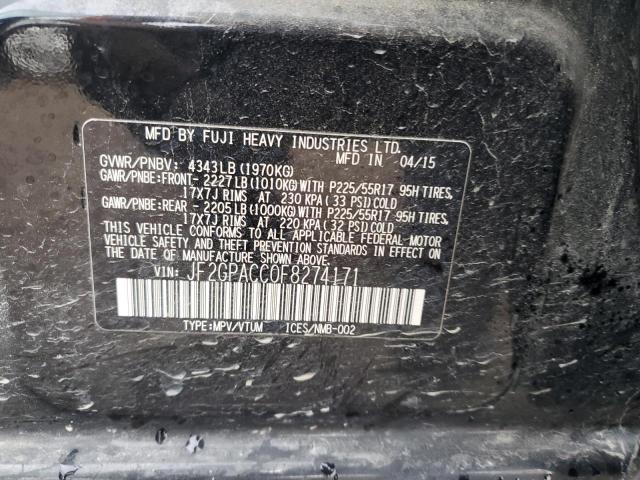 MFD BY FUJI HEAVY INDUSTRIES LTD.
MFD IN 04/15
GVWR/PNBV: 4343LB (1970KG)
GAWR/PNBE:FRONT- 2227LB(1010KG)WITH P225/55R17 95H TIRES,
17X7J RIMS AT 230 KPA( 33 PSI)COLD
GAWR/PNBE:REAR - 2205LB(1000KG)WITH P225/55R17 95H TIRES,
17X7J RIMS AT 220 KPA( 32 PSI)COLD
THIS VEHICLE CONFORMS TO ALL APPLICABLE FEDERAL-MOTOR
VEHICLE SAFETY AND THEFT PREVENTION STANDARDS IN EFFECT ON
THE DATE OF MANUFACTURE SHOWN ABOVE.
VIN: JF2GPACC0F8274171
TYPE:MPV/VTUM ICES/NMB-002